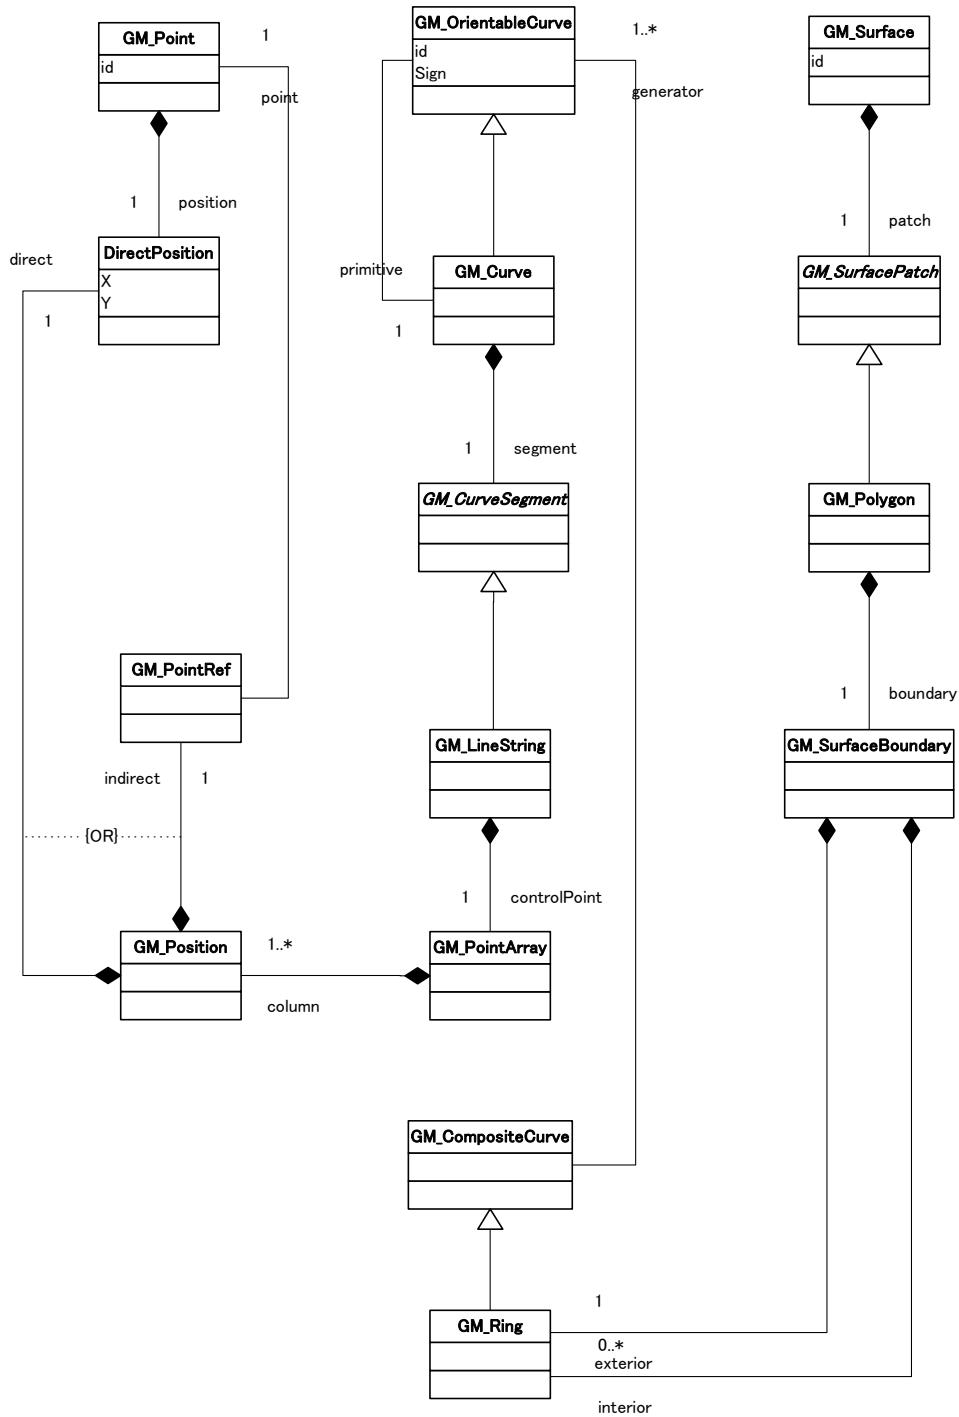 GM_Point
id
1
point
1
position
DirectPosition
X
Y
direct
1
GM_PointRef
indirect
1
{OR}
GM_Position
1..*
column
GM_OrientableCurve
id
Sign
1..*
generator
primitive
1
GM_Curve
1
segment
GM_CurveSegment
GM_LineString
1
controlPoint
GM_PointArray
GM_CompositeCurve
GM_Ring
1
0..*
exterior
interior
GM_Surface
id
1
patch
GM_SurfacePatch
GM_Polygon
1
boundary
GM_SurfaceBoundary